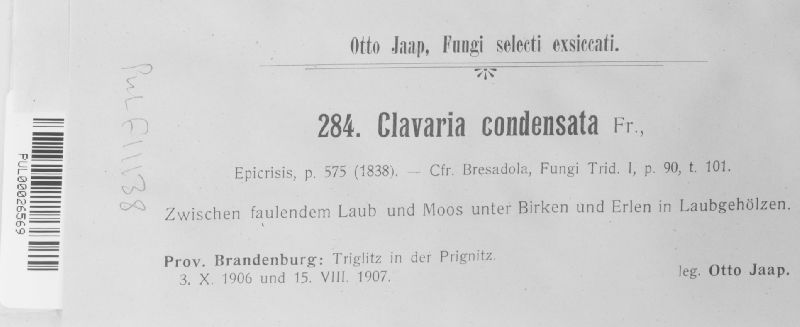 Otto Jaap, Fungi selecti exsiccati.
284. Clavaria condensata Fr.,
Epicrisis, p. 575 (1838). — Cfr. Bresadola, Fungi Trid. I, p. 90, t. 101.
Zwischen faulendem Laub und Moos unter Birken und Erlen in Laubgehölzen.
Prov. Brandenburg: Triglitz in der Prignitz.
3. X. 1906 und 15. VIII. 1907.
leg. Otto Jaap.
PUL F11138
PUL00026569